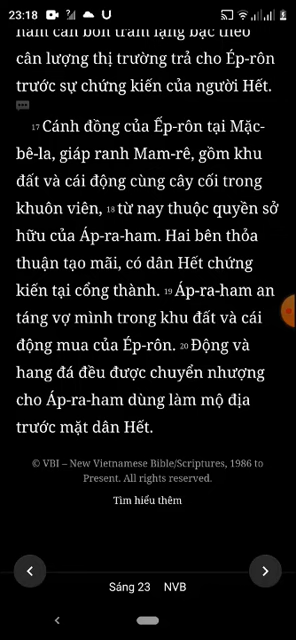 23:18
năm cân bốn trăm lạng bạc theo
cân lượng thị trường trả cho Ép-rôn
trước sự chứng kiến của người Hết.
17 Cánh đồng của Ếp-rôn tại Mặc-
bê-la, giáp ranh Mam-rê, gồm khu
đất và cái động cùng cây cối trong
khuôn viên, 18 từ nay thuộc quyền sở
hữu của Áp-ra-ham. Hai bên thỏa
thuận tạo mãi, có dân Hết chứng
kiến tại cổng thành. 19 Áp-ra-ham an
táng vợ mình trong khu đất và cái
động mua của Ép-rôn. 20 Động và
hang đá đều được chuyển nhượng
cho Áp-ra-ham dùng làm mộ địa
trước mặt dân Hết.
© VBI – New Vietnamese Bible/Scriptures, 1986 to
Present. All rights reserved.
Tìm hiểu thêm
Sáng 23 NVB